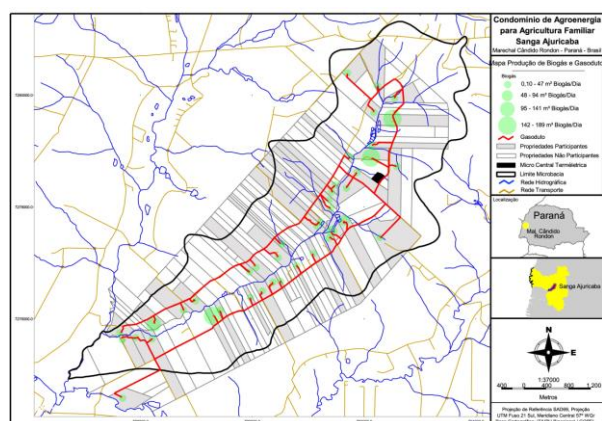 Condomínio de Agroenergia
para Agricultura Familiar
Sanga Ajuricaba
Marechal Cândido Rondon - Paraná - Brasil
Mapa Produção de Biogás e Gasoduto
Biogás
0,10 - 47 m³ Biogás/Dia
48 - 94 m³ Biogás/Dia
95 - 141 m³ Biogás/Dia
142 - 189 m³ Biogás/Dia
Gasoduto
Propriedades Participantes
Propriedades Não Participantes
Micro Central Termelétrica
Limite Microbacia
Rede Hidrográfica
Rede Transporte
Localização
Paraná
Mal. Cândido
Rondon
Sanga Ajuricaba
N
E
1:37000
400 0 400 800 1.200
Metros
Projeção de Referência SAD69, Projeção
UTM Fuso 21 Sul, Meridiano Central 57º WGr